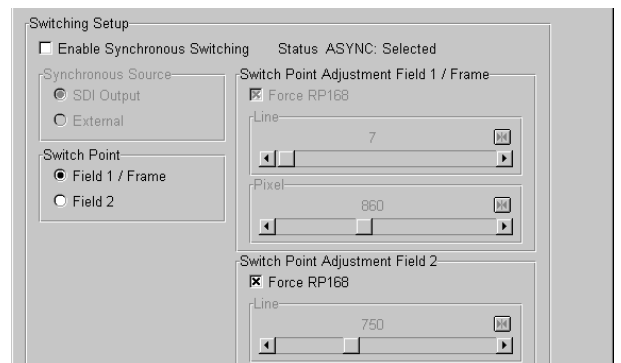 Switching Setup
Enable Synchronous Switching Status ASYNC: Selected
Synchronous Source
SDI Output
External
Switch Point
Field 1 / Frame
Field 2
Switch Point Adjustment Field 1 / Frame
Force RP168
Line
7
Pixel
860
Switch Point Adjustment Field 2
Force RP168
Line
750